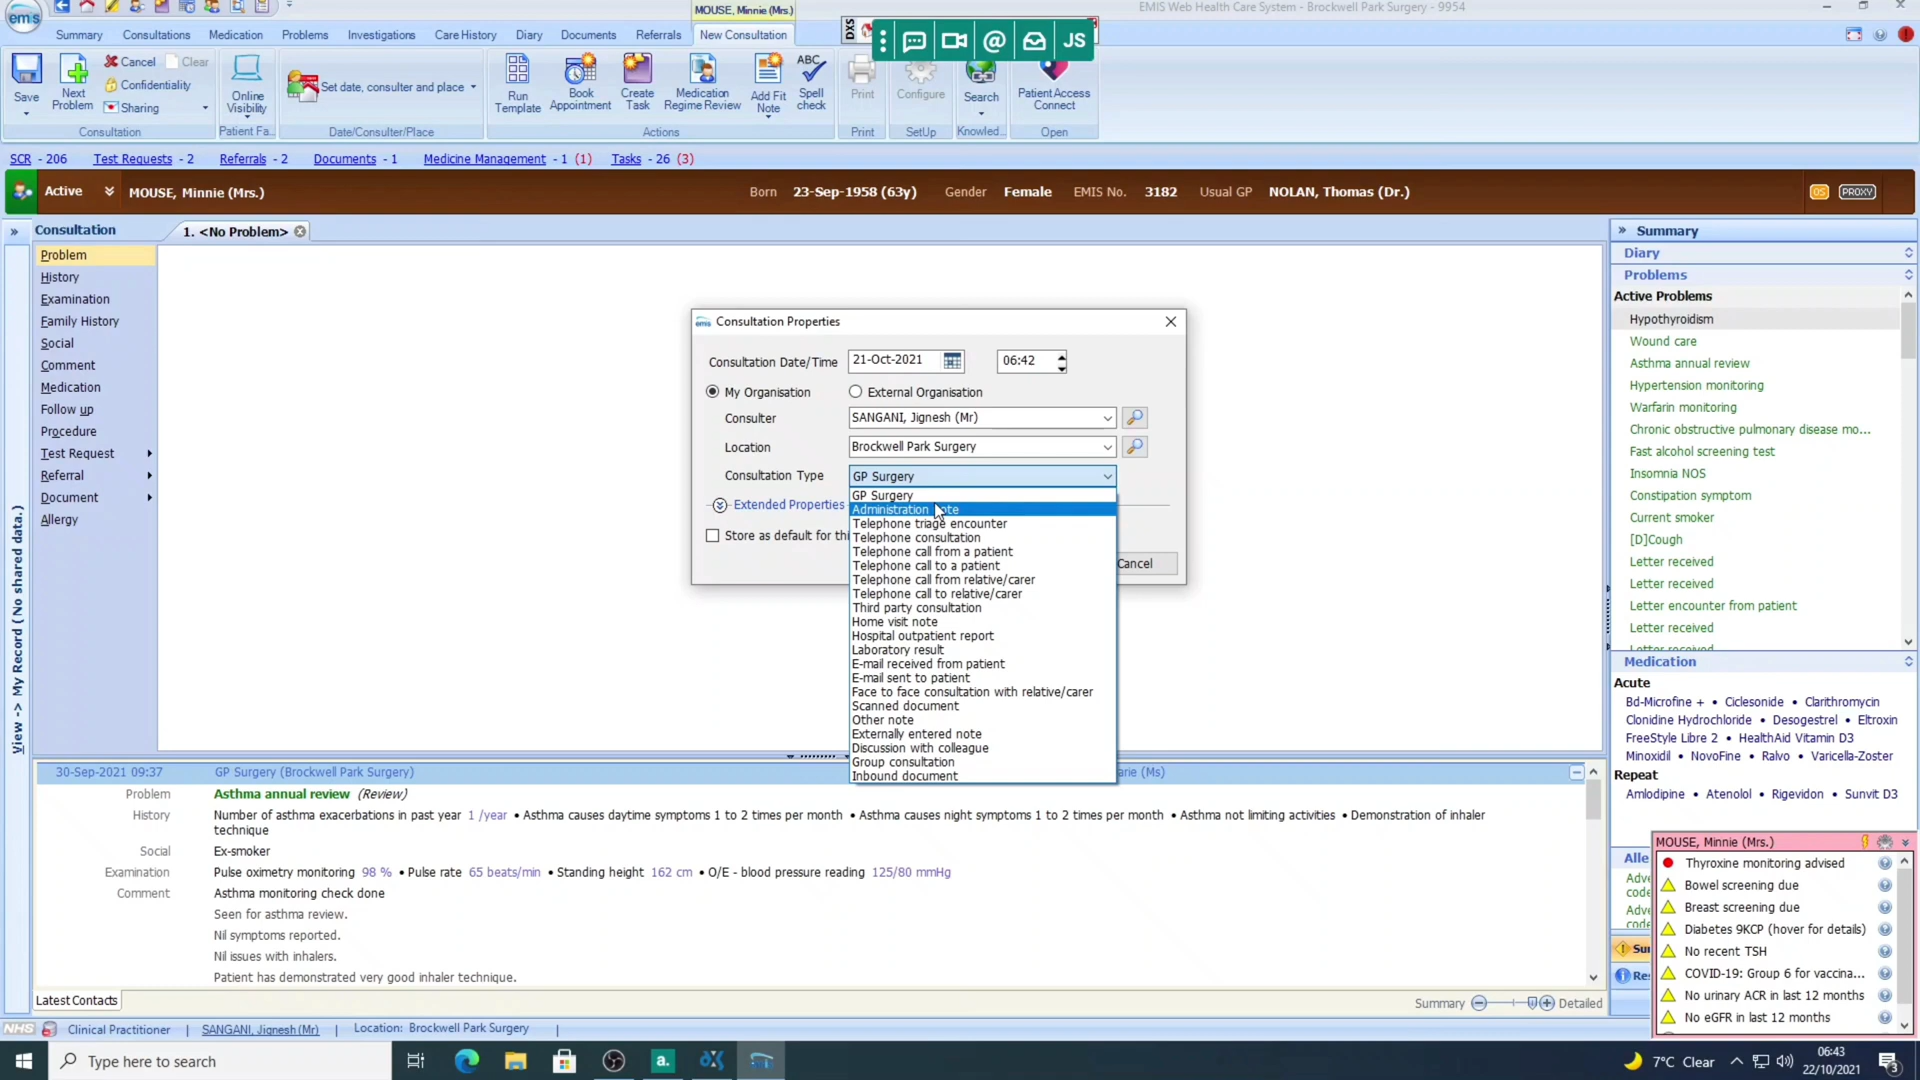 MOUSE, Minnie (Mrs.)
EMIS Web Health Care System - Brockwell Park Surgery - 9954
emis
Summary Consultations Medication Problems Investigations Care History Diary Documents Referrals New Consultation
DXS
@ JS
Save
Next Problem
Cancel Clear
Confidentiality
Sharing
Online Visibility
Set date, consulter and place
Run Template
Book Appointment
Create Task
Medication Regime Review
Add Fit Note
ABC Spell check
Print
Configure
Search
Patient Access Connect
Consultation Patient Fa... Date/Consulter/Place Actions Print SetUp Knowled... Open
SCR - 206 Test Requests - 2 Referrals - 2 Documents - 1 Medicine Management - 1 (1) Tasks - 26 (3)
Active MOUSE, Minnie (Mrs.) Born 23-Sep-1958 (63y) Gender Female EMIS No. 3182 Usual GP NOLAN, Thomas (Dr.) OS PROXY
View -> My Record (No shared data.)
Consultation
Problem
History
Examination
Family History
Social
Comment
Medication
Follow up
Procedure
Test Request
Referral
Document
Allergy
1. <No Problem>
Consultation Properties
Consultation Date/Time 21-Oct-2021 06:42
My Organisation External Organisation
Consulter SANGANI, Jignesh (Mr)
Location Brockwell Park Surgery
Consultation Type GP Surgery
Extended Properties
Store as default for thi
Cancel
GP Surgery
Administration note
Telephone triage encounter
Telephone consultation
Telephone call from a patient
Telephone call to a patient
Telephone call from relative/carer
Telephone call to relative/carer
Third party consultation
Home visit note
Hospital outpatient report
Laboratory result
E-mail received from patient
E-mail sent to patient
Face to face consultation with relative/carer
Scanned document
Other note
Externally entered note
Discussion with colleague
Group consultation
Inbound document
Summary
Diary
Problems
Active Problems
Hypothyroidism
Wound care
Asthma annual review
Hypertension monitoring
Warfarin monitoring
Chronic obstructive pulmonary disease mo...
Fast alcohol screening test
Insomnia NOS
Constipation symptom
Current smoker
[D]Cough
Letter received
Letter received
Letter encounter from patient
Letter received
Letter received
Medication
Acute
Bd-Microfine + • Ciclesonide • Clarithromycin
Clonidine Hydrochloride • Desogestrel • Eltroxin
FreeStyle Libre 2 • HealthAid Vitamin D3
Minoxidil • NovoFine • Ralvo • Varicella-Zoster
Repeat
Amlodipine • Atenolol • Rigevidon • Sunvit D3
Alle
Adve
code
Adve
code
Sum
Res
MOUSE, Minnie (Mrs.)
Thyroxine monitoring advised
Bowel screening due
Breast screening due
Diabetes 9KCP (hover for details)
No recent TSH
COVID-19: Group 6 for vaccina...
No urinary ACR in last 12 months
No eGFR in last 12 months
30-Sep-2021 09:37 GP Surgery (Brockwell Park Surgery) arie (Ms)
Problem Asthma annual review (Review)
History Number of asthma exacerbations in past year 1 /year • Asthma causes daytime symptoms 1 to 2 times per month • Asthma causes night symptoms 1 to 2 times per month • Asthma not limiting activities • Demonstration of inhaler
technique
Social Ex-smoker
Examination Pulse oximetry monitoring 98 % • Pulse rate 65 beats/min • Standing height 162 cm • O/E - blood pressure reading 125/80 mmHg
Comment Asthma monitoring check done
Seen for asthma review.
Nil symptoms reported.
Nil issues with inhalers.
Patient has demonstrated very good inhaler technique.
Latest Contacts Summary Detailed
NHS Clinical Practitioner | SANGANI, Jignesh (Mr) | Location: Brockwell Park Surgery |
Type here to search
a.
7°C Clear
06:43
22/10/2021
3